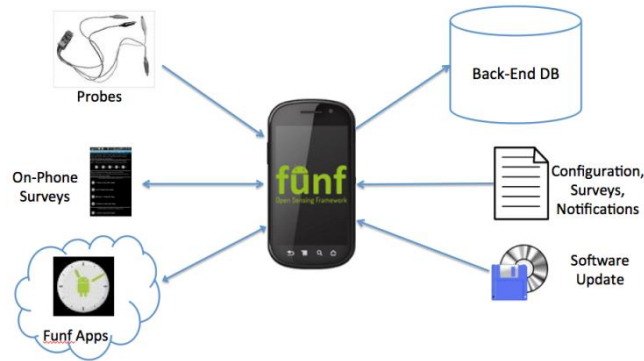 Probes
Back-End DB
On-Phone
Surveys
funf
Open Sensing Framework
Configuration,
Surveys,
Notifications
Funf Apps
Software
Update